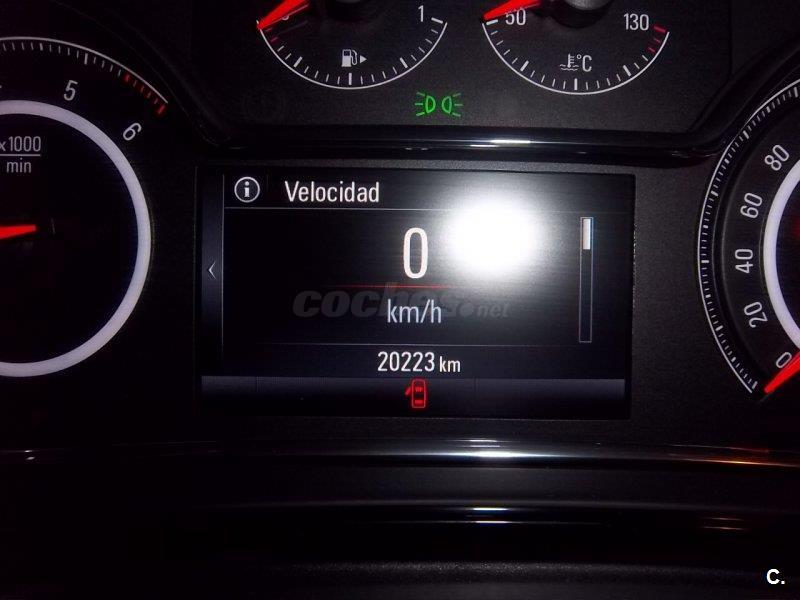 1
50
130
°C
5
6
x1000
min
i Velocidad
0
km/h
coches.net
20223 km
80
60
40
20
0
C.